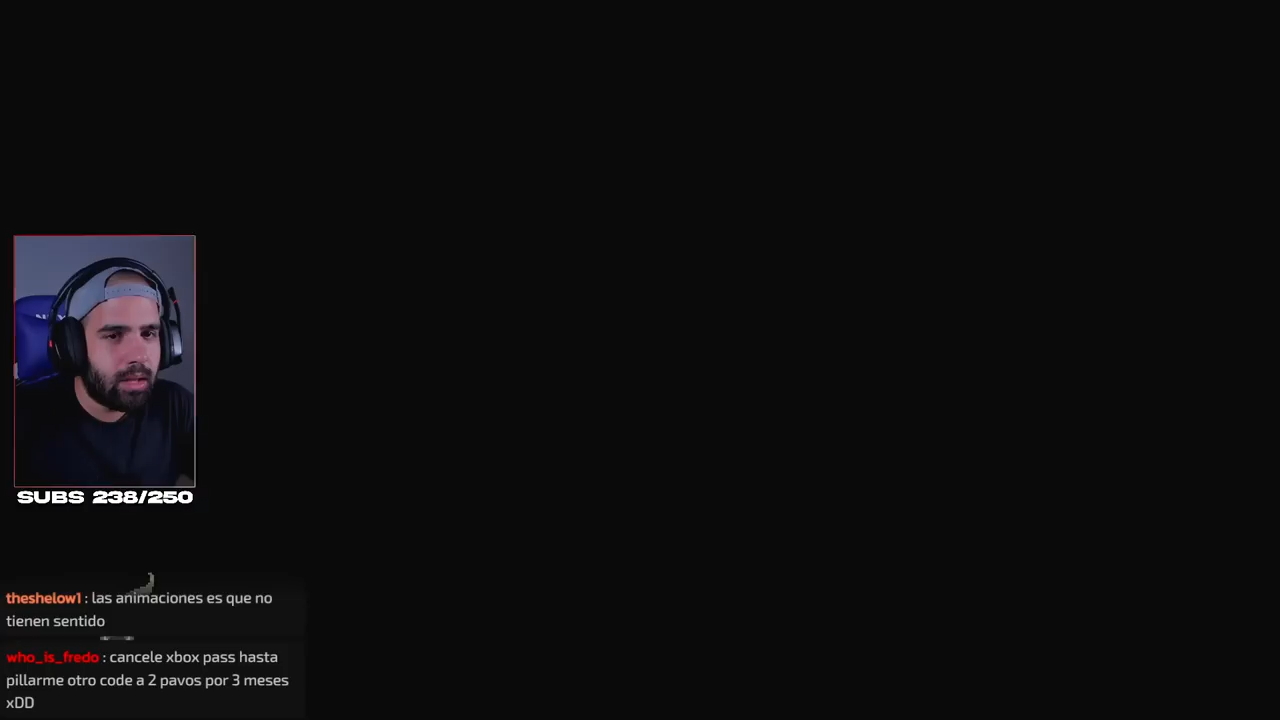 SUBS 238/250
theshelow1 : las animaciones es que no
tienen sentido
who_is_fredo : cancele xbox pass hasta
pillarme otro code a 2 pavos por 3 meses
xDD